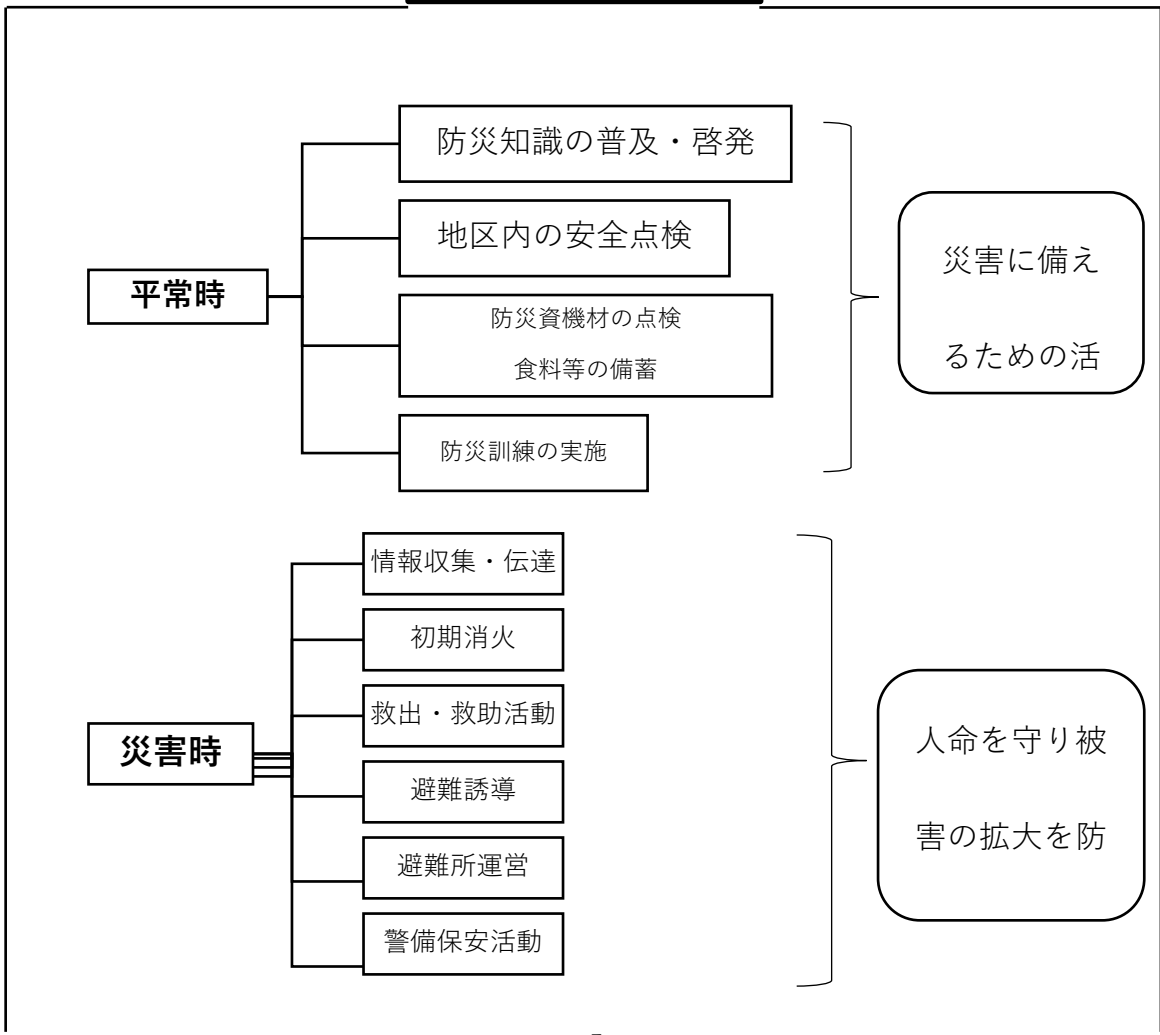 防災知識の普及・啓発
地区内の安全点検
平常時
防災資機材の点検
食料等の備蓄
防災訓練の実施
災害に備え
るための活
情報収集・伝達
初期消火
救出・救助活動
災害時
避難誘導
避難所運営
警備保安活動
人命を守り被
害の拡大を防